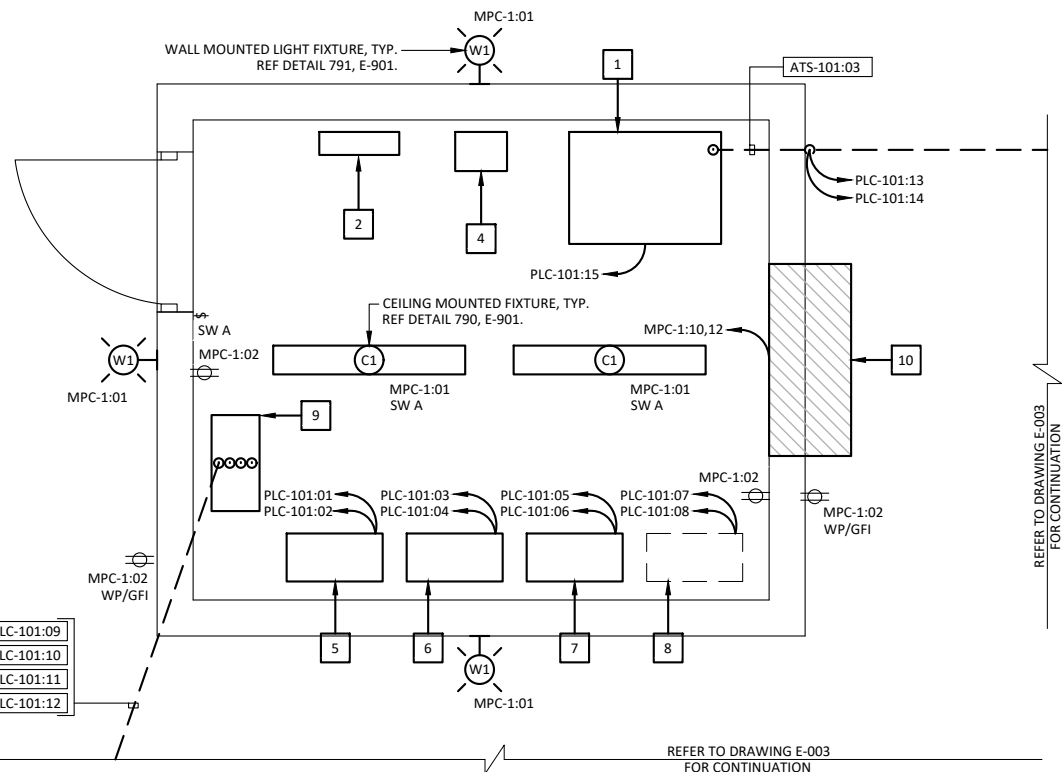 MPC-1:01
WALL MOUNTED LIGHT FIXTURE, TYP.
REF DETAIL 791, E-901.
W1
1
ATS-101:03
PLC-101:13
PLC-101:14
2
4
PLC-101:15
CEILING MOUNTED FIXTURE, TYP.
REF DETAIL 790, E-901.
S
SW A
MPC-1:02
MPC-1:10,12
W1
MPC-1:01
C1
MPC-1:01
SW A
C1
MPC-1:01
SW A
10
9
REFER TO DRAWING E-003
FOR CONTINUATION
PLC-101:01
PLC-101:02
PLC-101:03
PLC-101:04
PLC-101:05
PLC-101:06
PLC-101:07
PLC-101:08
MPC-1:02
MPC-1:02
WP/GFI
MPC-1:02
WP/GFI
5
6
7
8
LC-101:09
LC-101:10
LC-101:11
LC-101:12
W1
MPC-1:01
REFER TO DRAWING E-003
FOR CONTINUATION